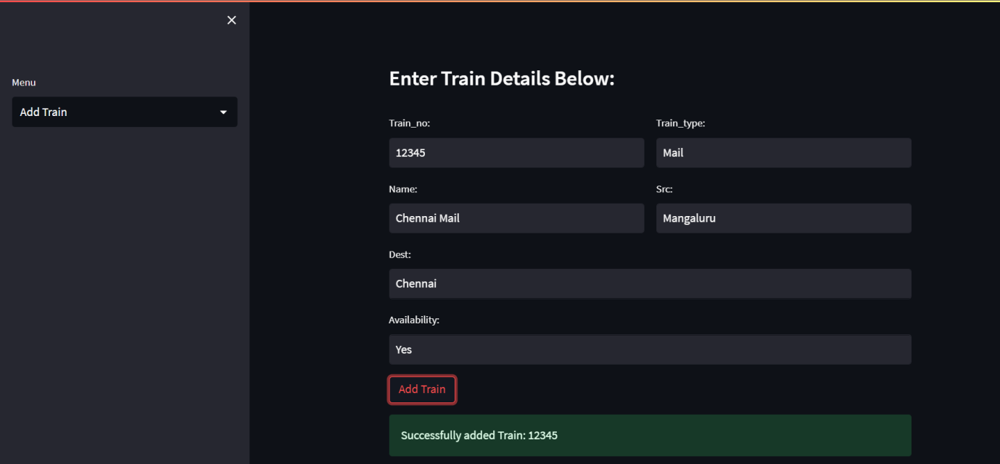 Menu
Add Train
Enter Train Details Below:
Train_no:
Train_type:
12345
Mail
Name:
Src:
Chennai Mail
Mangaluru
Dest:
Chennai
Availability:
Yes
Add Train
Successfully added Train: 12345